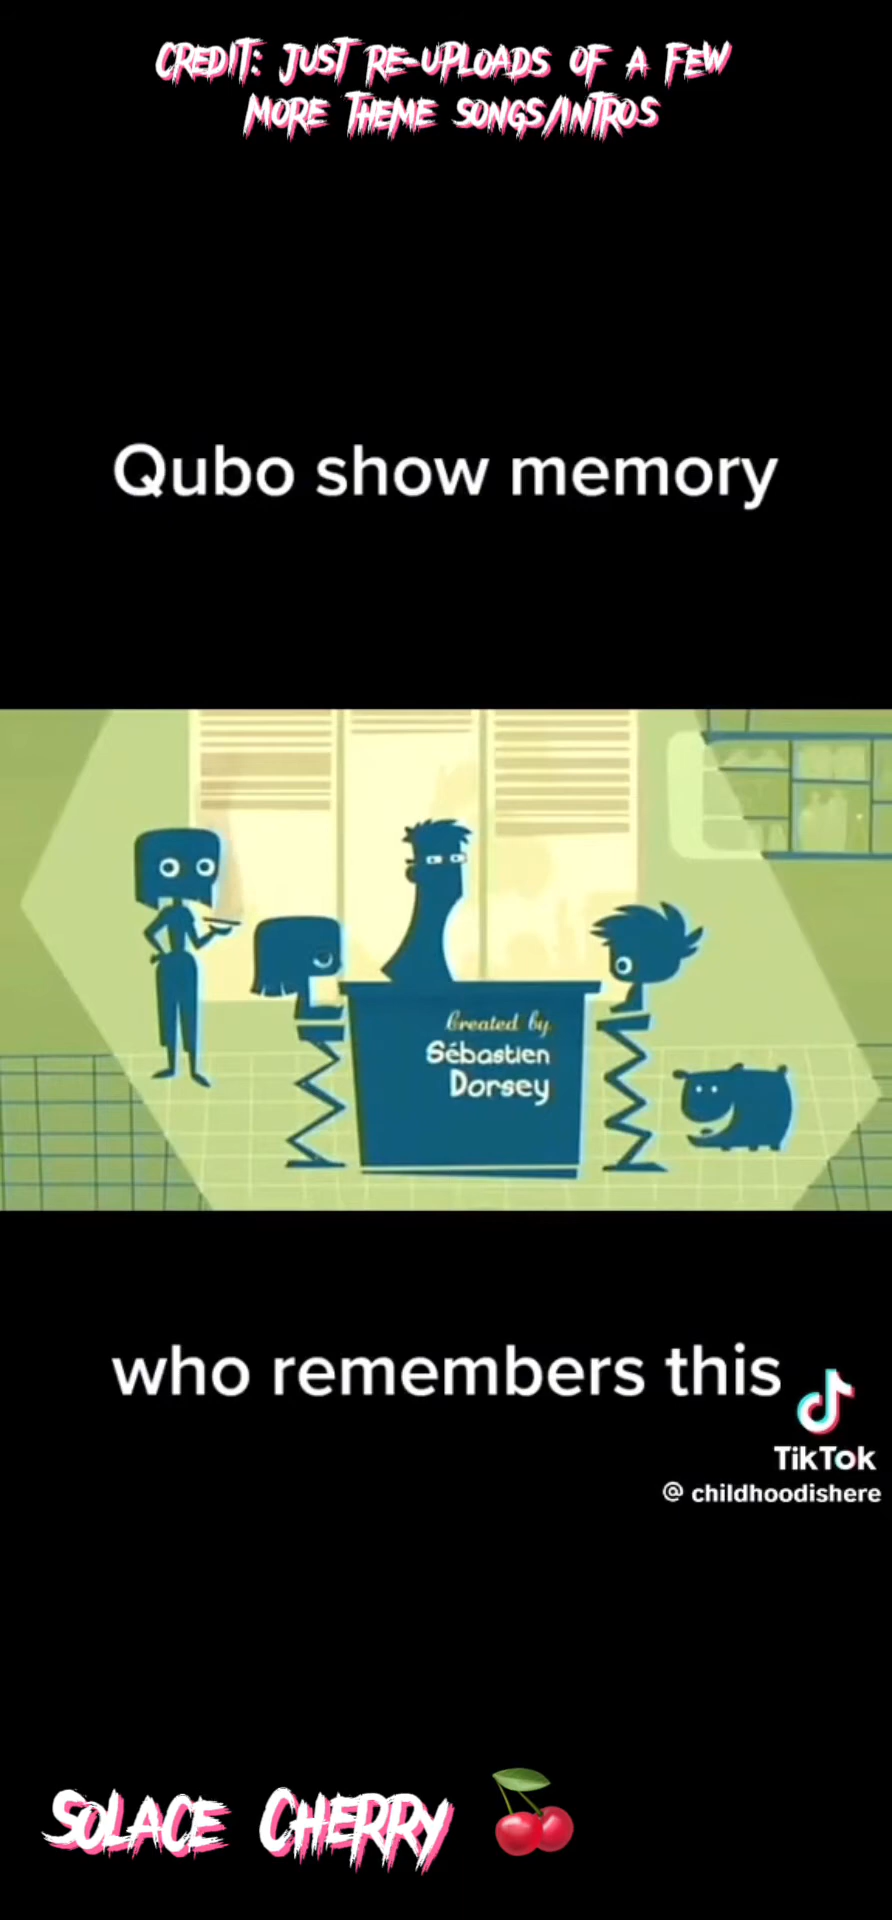 CREDIT: JUST RE-UPLOADS OF A FEW
MORE THEME SONGS/INTROS
Qubo show memory
Created by
Sébastien
Dorsey
who remembers this
TikTok
@ childhoodishere
SOLACE CHERRY